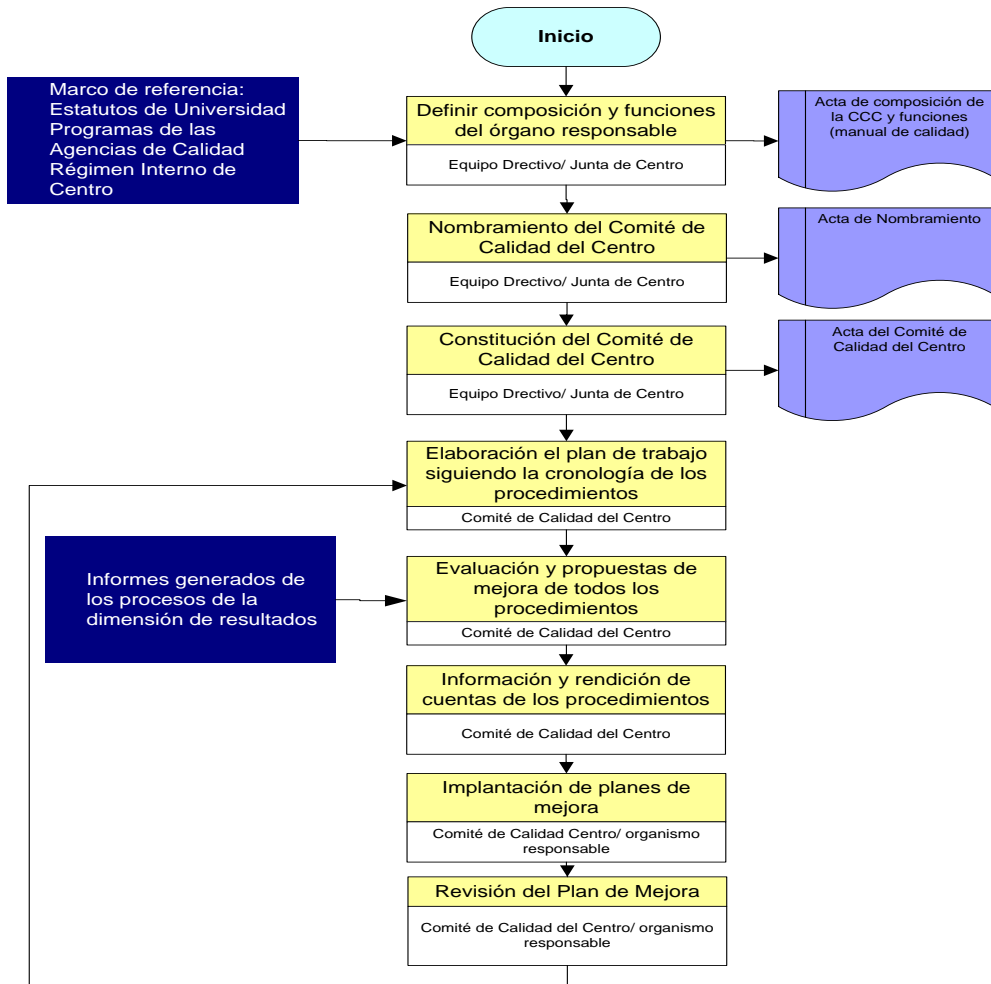 Inicio
Marco de referencia:
Estatutos de Universidad
Programas de las
Agencias de Calidad
Régimen Interno de
Centro
Definir composición y funciones
del órgano responsable
Equipo Drectivo/ Junta de Centro
Acta de composición de
la CCC y funciones
(manual de calidad)
Nombramiento del Comité de
Calidad del Centro
Equipo Drectivo/ Junta de Centro
Acta de Nombramiento
Constitución del Comité de
Calidad del Centro
Equipo Drectivo/ Junta de Centro
Acta del Comité de
Calidad del Centro
Elaboración el plan de trabajo
siguiendo la cronología de los
procedimientos
Comité de Calidad del Centro
Informes generados de
los procesos de la
dimensión de resultados
Evaluación y propuestas de
mejora de todos los
procedimientos
Comité de Calidad del Centro
Información y rendición de
cuentas de los procedimientos
Comité de Calidad del Centro
Implantación de planes de
mejora
Comité de Calidad Centro/ organismo
responsable
Revisión del Plan de Mejora
Comité de Calidad del Centro/ organismo
responsable